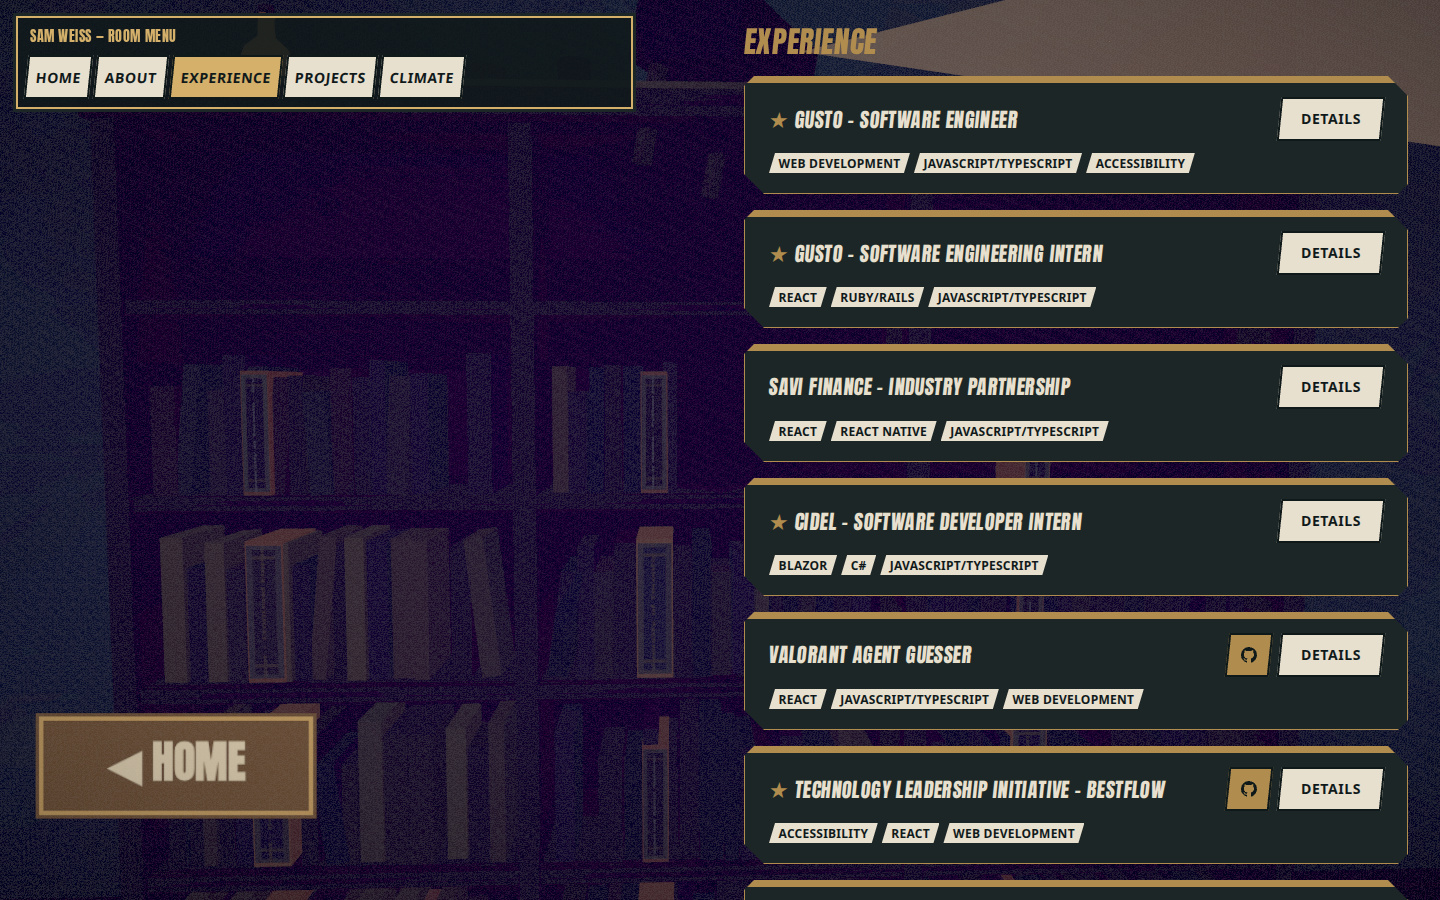 SAM WEISS – ROOM MENU
HOME ABOUT EXPERIENCE PROJECTS CLIMATE
EXPERIENCE
★ GUSTO - SOFTWARE ENGINEER
DETAILS
WEB DEVELOPMENT JAVASCRIPT/TYPESCRIPT ACCESSIBILITY
★ GUSTO - SOFTWARE ENGINEERING INTERN
DETAILS
REACT RUBY/RAILS JAVASCRIPT/TYPESCRIPT
SAVI FINANCE - INDUSTRY PARTNERSHIP
DETAILS
REACT REACT NATIVE JAVASCRIPT/TYPESCRIPT
★ CIDEL - SOFTWARE DEVELOPER INTERN
DETAILS
BLAZOR C# JAVASCRIPT/TYPESCRIPT
VALORANT AGENT GUESSER
DETAILS
REACT JAVASCRIPT/TYPESCRIPT WEB DEVELOPMENT
★ TECHNOLOGY LEADERSHIP INITIATIVE - BESTFLOW
DETAILS
ACCESSIBILITY REACT WEB DEVELOPMENT
◀ HOME